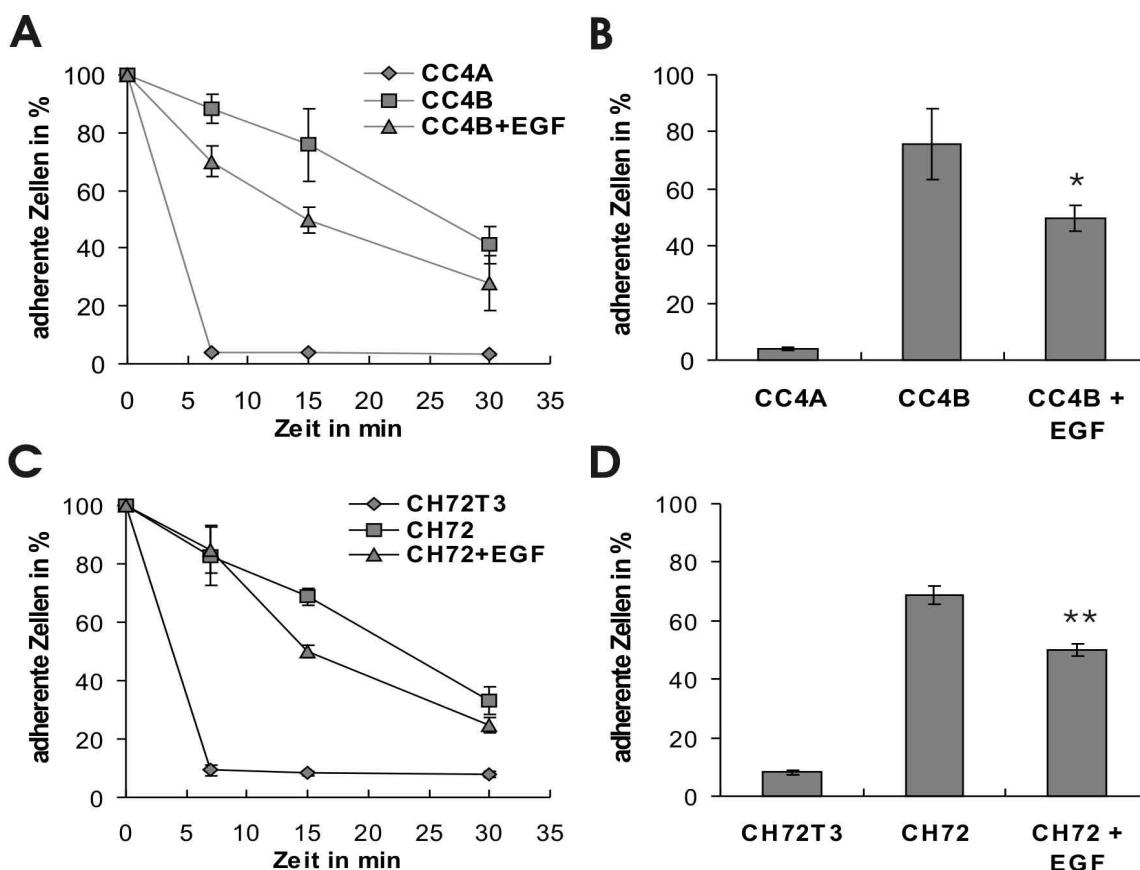 A
adherente Zellen in %
100
80
60
40
20
0
0 5 10 15 20 25 30 35
Zeit in min
CC4A
CC4B
CC4B+EGF
B
adherente Zellen in %
100
80
60
40
20
0
*
CC4A CC4B CC4B +
EGF
C
adherente Zellen in %
100
80
60
40
20
0
0 5 10 15 20 25 30 35
Zeit in min
CH72T3
CH72
CH72+EGF
D
adherente Zellen in %
100
80
60
40
20
0
**
CH72T3 CH72 CH72 +
EGF